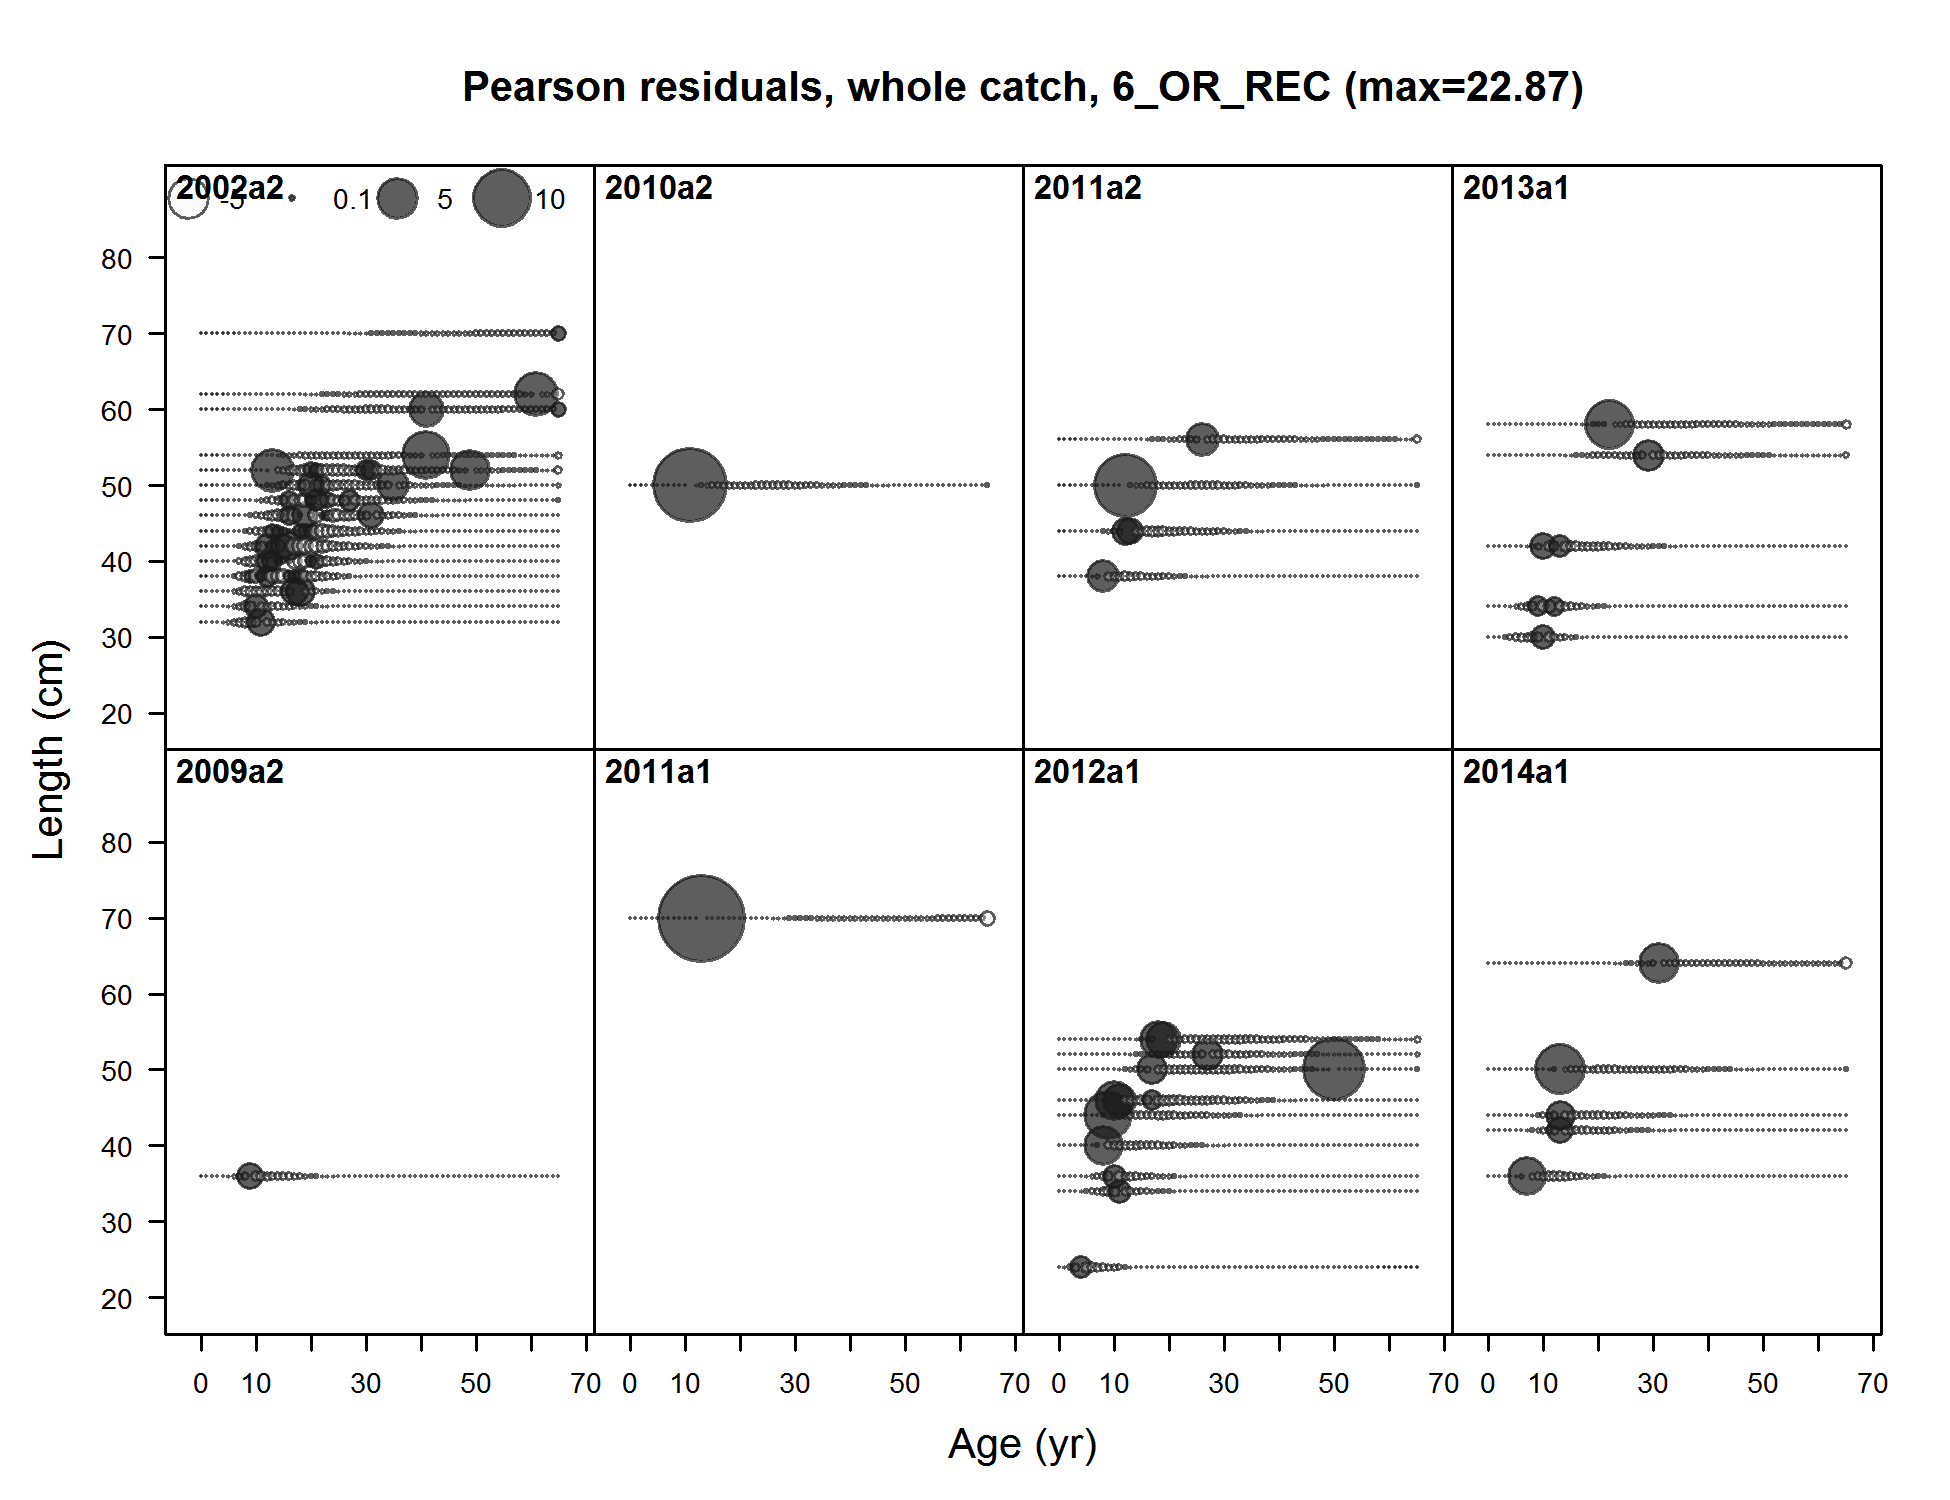 Pearson residuals, whole catch, 6_OR_REC (max=22.87)
2002a2 -5 0.1 5 10
2010a2
2011a2
2013a1
80
70
60
50
40
30
20
2009a2
2011a1
2012a1
2014a1
80
70
60
50
40
30
20
Length (cm)
0 10 30 50 70 0 10 30 50 70 0 10 30 50 70 0 10 30 50 70
Age (yr)